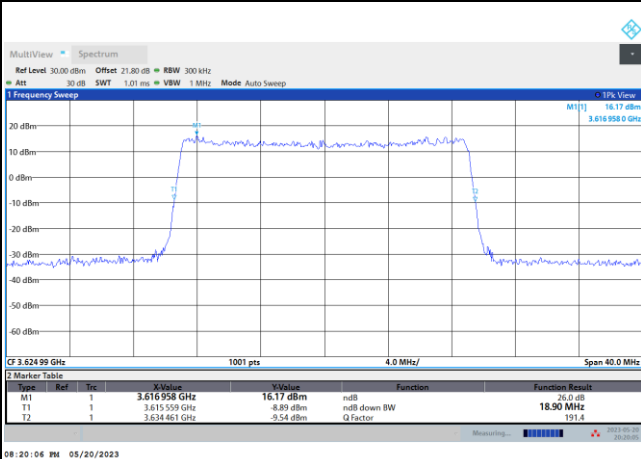 MultiView Spectrum
Ref Level 30.00 dBm Offset 21.80 dB RBW 300 kHz
Att 30 dB SWT 1.01 ms VBW 1 MHz Mode Auto Sweep
1 Frequency Sweep 1Pk View
M1[1] 16.17 dBm
3.616 958 0 GHz
M1
20 dBm
10 dBm
0 dBm
T1 T2
-10 dBm
-20 dBm
-30 dBm
-40 dBm
-50 dBm
-60 dBm
CF 3.624 99 GHz 1001 pts 4.0 MHz/ Span 40.0 MHz
2 Marker Table
Type Ref Trc X-Value Y-Value Function Function Result
M1 1 3.616 958 GHz 16.17 dBm ndB 26.0 dB
T1 1 3.615 559 GHz -8.89 dBm ndB down BW 18.90 MHz
T2 1 3.634 461 GHz -9.54 dBm Q Factor 191.4
Measuring... 2023-05-20
20:20:05
08:20:06 PM 05/20/2023